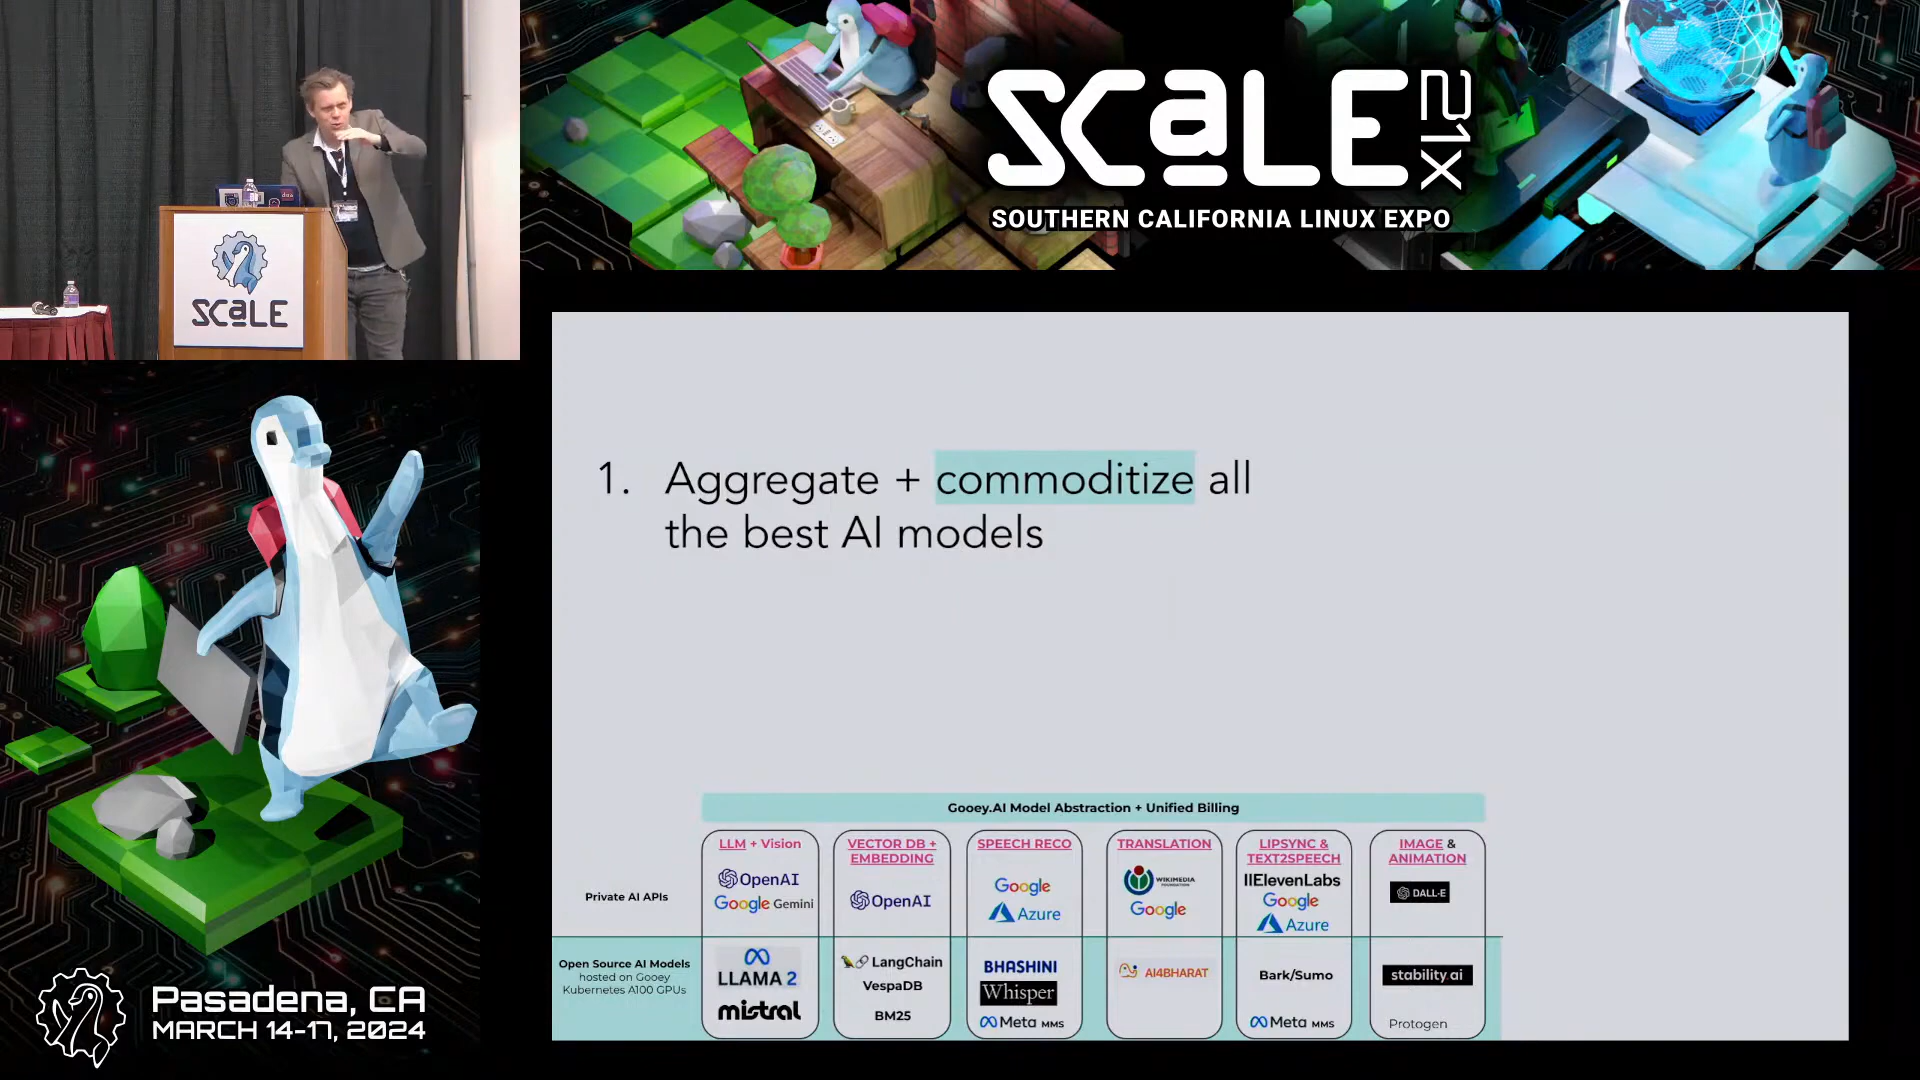 SCaLE 21X
SOUTHERN CALIFORNIA LINUX EXPO
SCaLE
1. Aggregate + commoditize all
the best AI models
Gooey.AI Model Abstraction + Unified Billing
Private AI APIs
LLM + Vision
OpenAI
Google Gemini
VECTOR DB +
EMBEDDING
OpenAI
SPEECH RECO
Google
Azure
TRANSLATION
WIKIMEDIA
FOUNDATION
Google
LIPSYNC &
TEXT2SPEECH
IIElevenLabs
Google
Azure
IMAGE &
ANIMATION
DALL·E
Open Source AI Models
hosted on Gooey
Kubernetes A100 GPUs
LLAMA 2
mistral
LangChain
VespaDB
BM25
BHASHINI
Whisper
Meta MMS
AI4BHARAT
Bark/Sumo
Meta MMS
stability.ai
Protogen
Pasadena, CA
MARCH 14-17, 2024